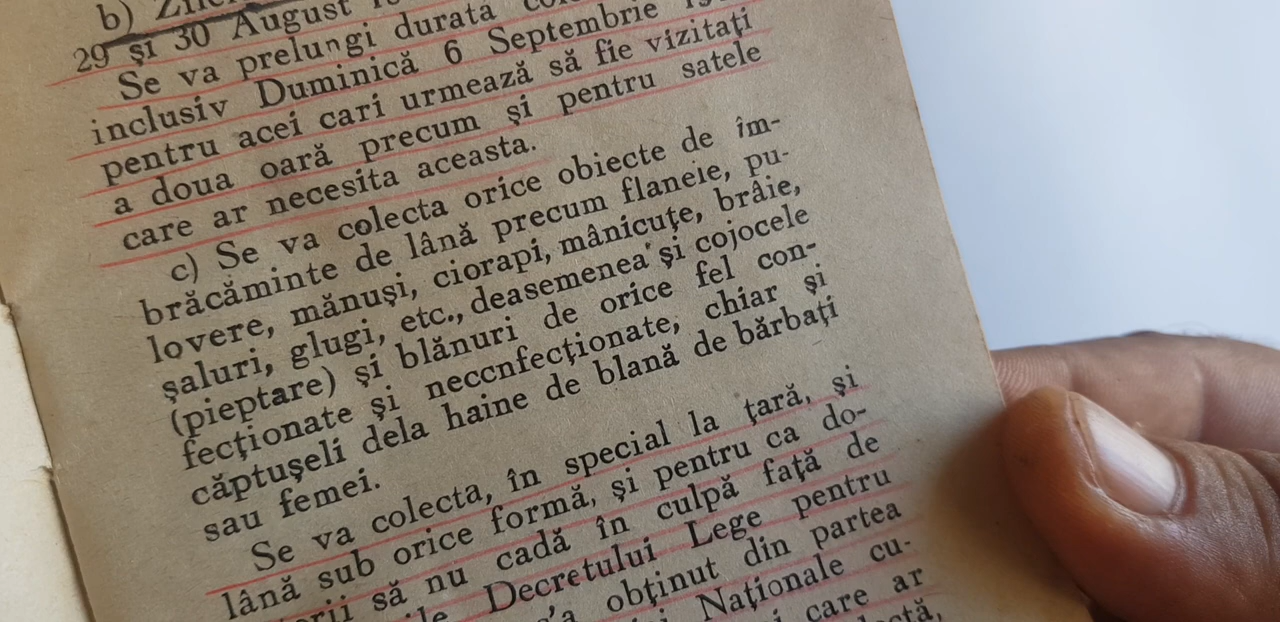 b)
29 şi 30 August
Se va prelungi durata
inclusiv Duminică 6 Septembrie
pentru acei cari urmează să fie vizitaţi
a doua oară precum şi pentru satele
care ar necesita aceasta.
c) Se va colecta orice obiecte de îm-
brăcăminte de lână precum flanele, pu-
lovere, mănuşi, ciorapi, mânicuţe, brâie,
şaluri, glugi, etc., deasemenea şi cojocele
(pieptare) şi blănuri de orice fel con-
fecţionate şi neccnfecţionate, chiar şi
căptuşeli dela haine de blană de bărbaţi
sau femei.
Se va colecta, în special la ţară, şi
lână sub orice formă, şi pentru ca do-
să nu cadă în culpă faţă de
Decretului Lege pentru
s'a obţinut din partea
Naţionale cu-
care ar